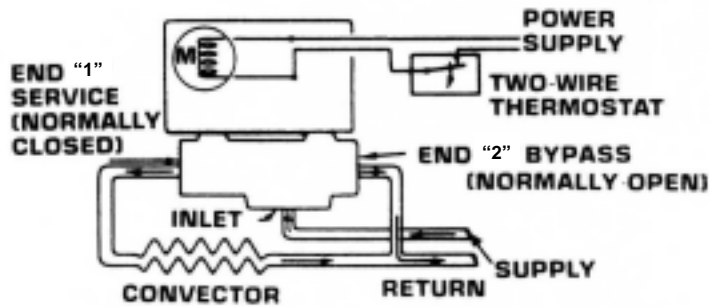 POWER
SUPPLY
M
END “1”
SERVICE
(NORMALLY
CLOSED)
TWO-WIRE
THERMOSTAT
END “2” BYPASS
(NORMALLY OPEN)
INLET
SUPPLY
CONVECTOR
RETURN